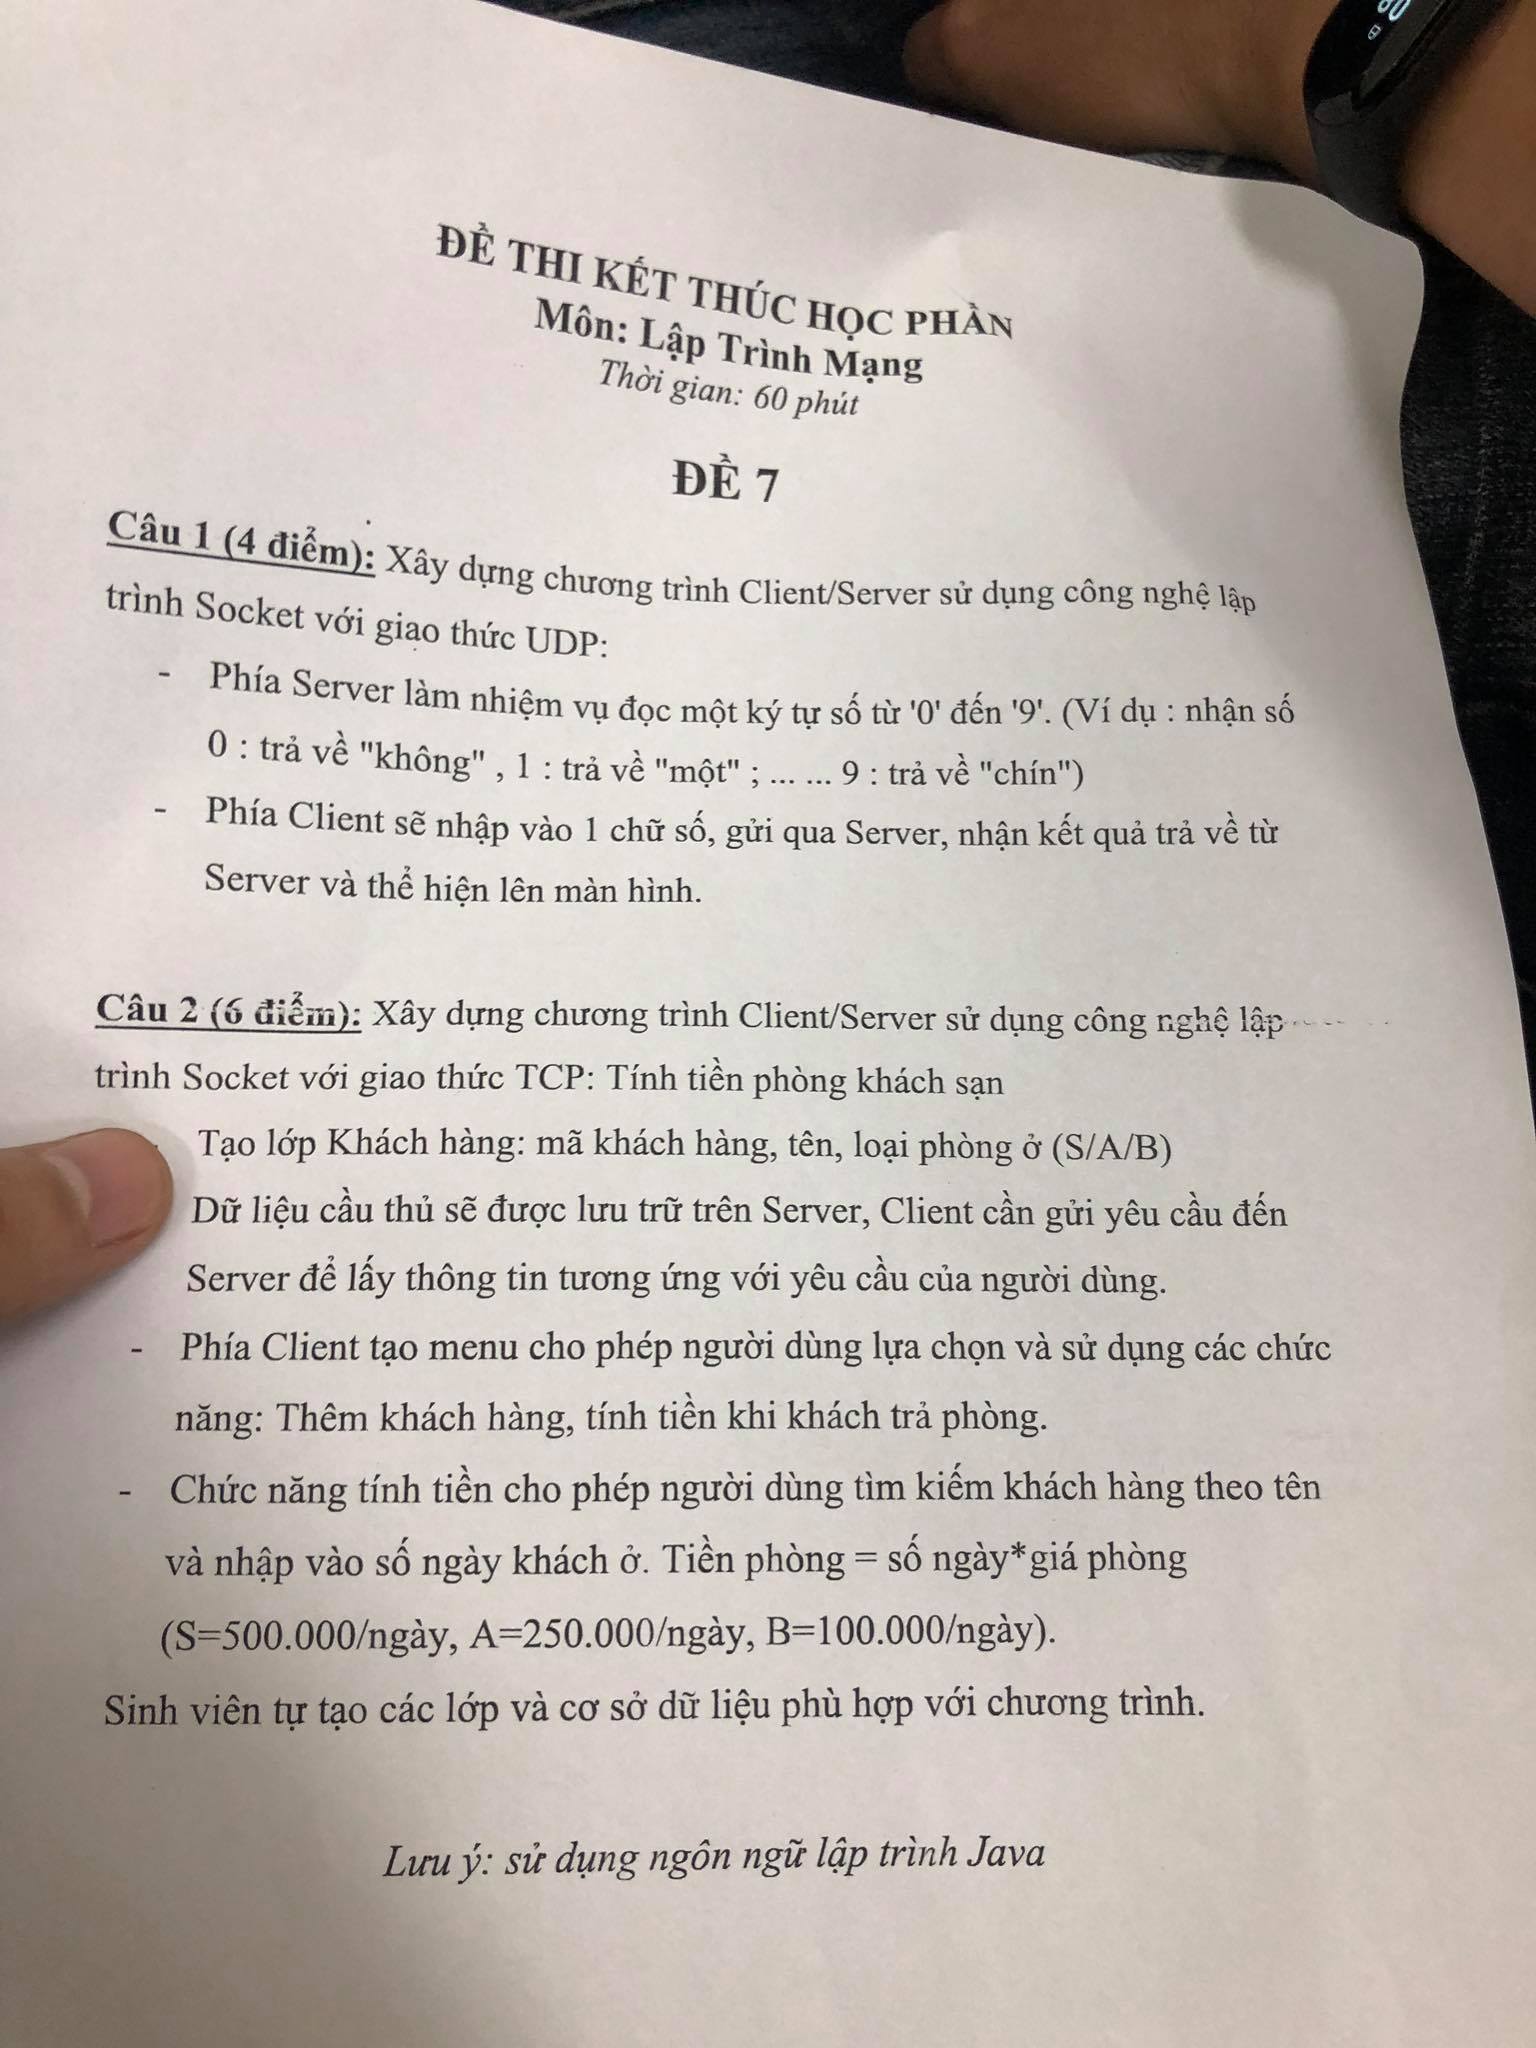 ĐỀ THI KẾT THÚC HỌC PHẦN
Môn: Lập Trình Mạng
Thời gian: 60 phút
ĐỀ 7
Câu 1 (4 điểm): Xây dựng chương trình Client/Server sử dụng công nghệ lập
trình Socket với giao thức UDP:
- Phía Server làm nhiệm vụ đọc một ký tự số từ '0' đến '9'. (Ví dụ : nhận số
0 : trả về "không" , 1 : trả về "một" ; ... ... 9 : trả về "chín")
- Phía Client sẽ nhập vào 1 chữ số, gửi qua Server, nhận kết quả trả về từ
Server và thể hiện lên màn hình.
Câu 2 (6 điểm): Xây dựng chương trình Client/Server sử dụng công nghệ lập
trình Socket với giao thức TCP: Tính tiền phòng khách sạn
Tạo lớp Khách hàng: mã khách hàng, tên, loại phòng ở (S/A/B)
Dữ liệu cầu thủ sẽ được lưu trữ trên Server, Client cần gửi yêu cầu đến
Server để lấy thông tin tương ứng với yêu cầu của người dùng.
- Phía Client tạo menu cho phép người dùng lựa chọn và sử dụng các chức
năng: Thêm khách hàng, tính tiền khi khách trả phòng.
- Chức năng tính tiền cho phép người dùng tìm kiếm khách hàng theo tên
và nhập vào số ngày khách ở. Tiền phòng = số ngày*giá phòng
(S=500.000/ngày, A=250.000/ngày, B=100.000/ngày).
Sinh viên tự tạo các lớp và cơ sở dữ liệu phù hợp với chương trình.
Lưu ý: sử dụng ngôn ngữ lập trình Java